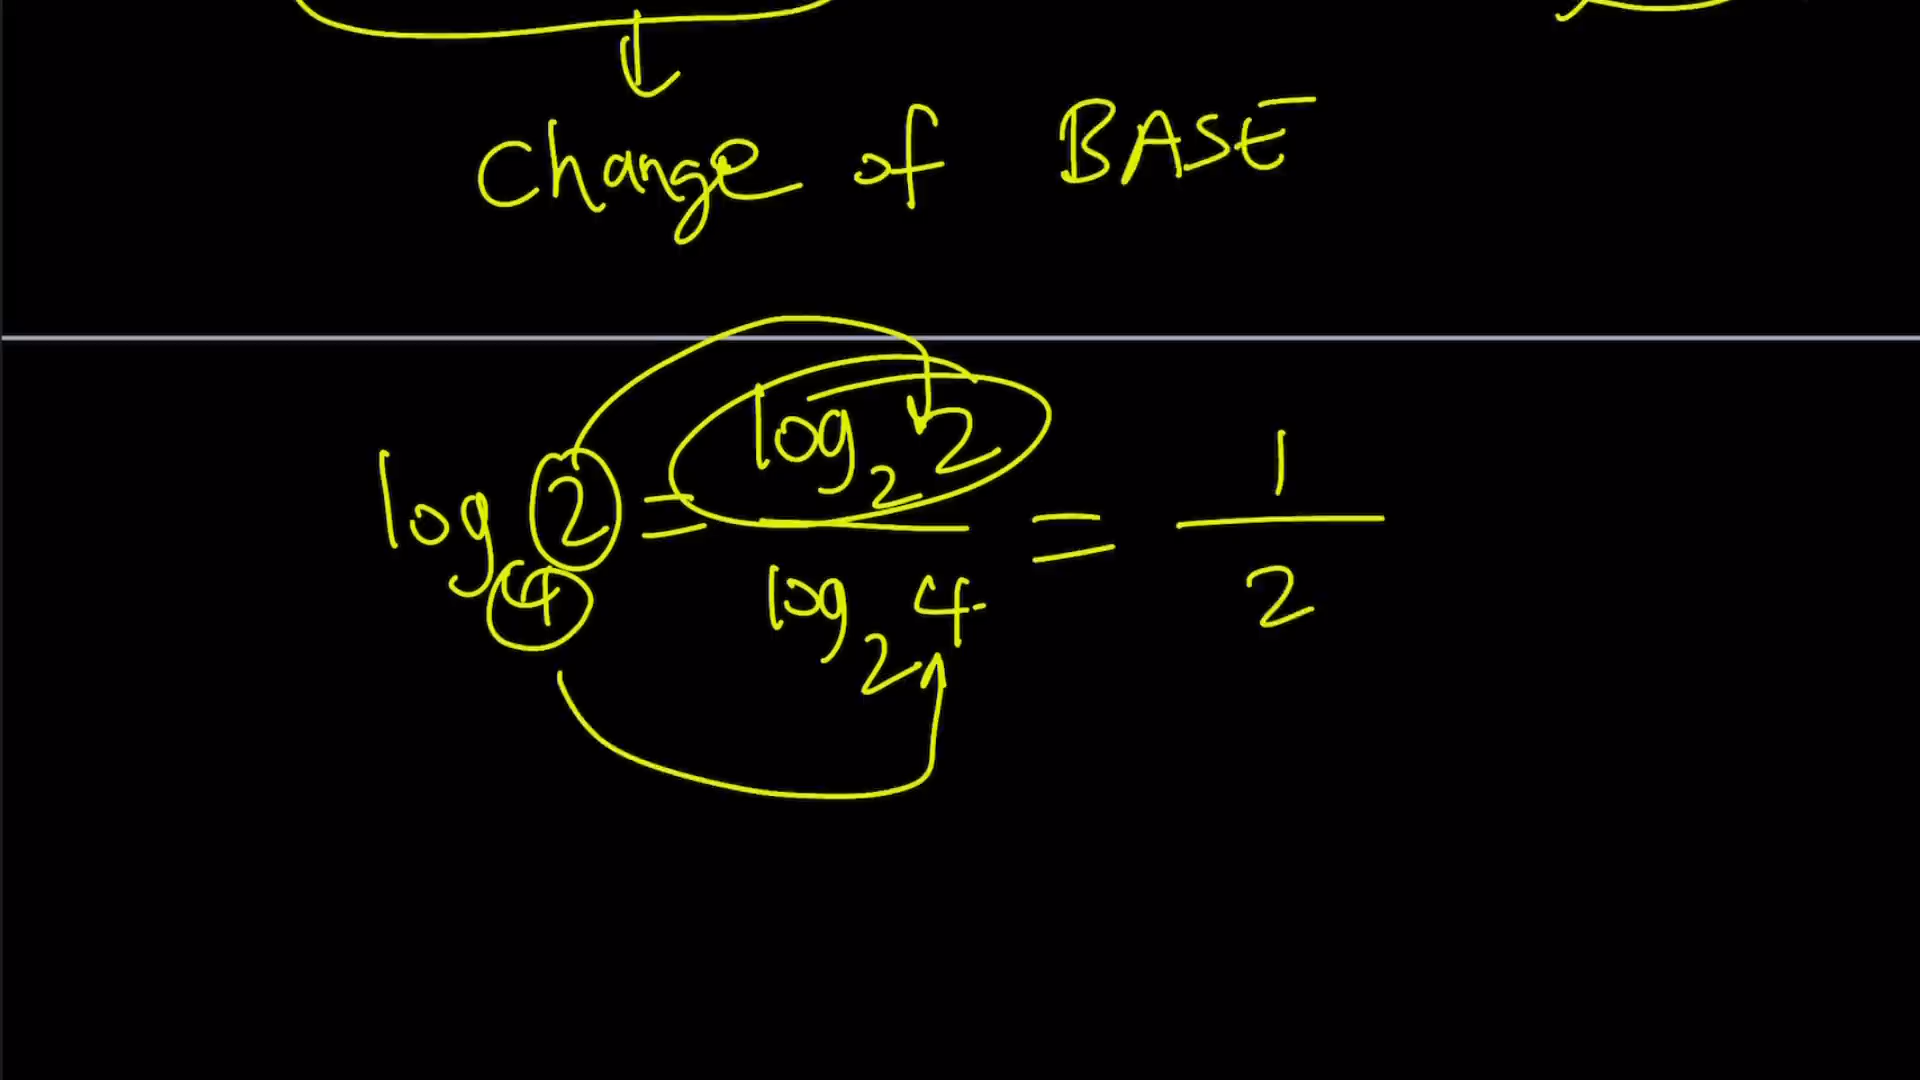 Change of BASE
log₄ 2 = log₂ 2 / log₂ 4 = 1 / 2